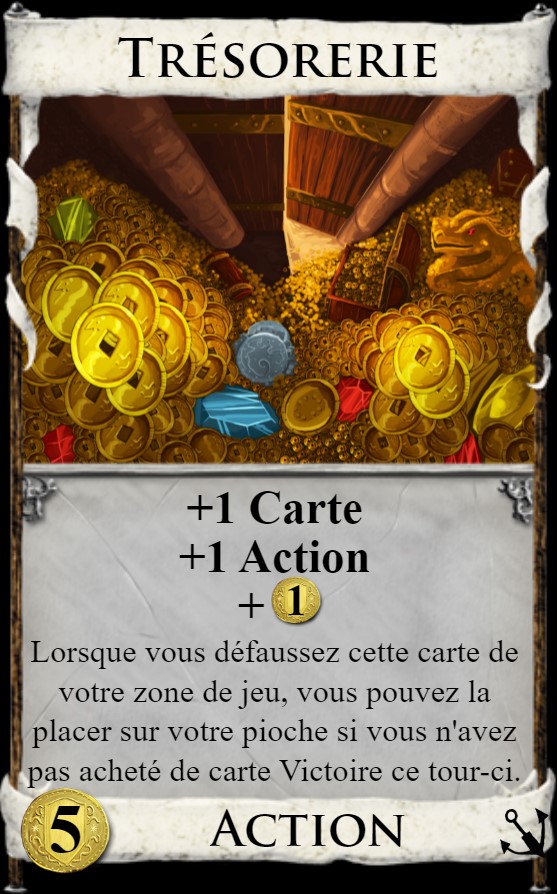 TRÉSORERIE
+1 Carte
+1 Action
+ 1
Lorsque vous défaussez cette carte de
votre zone de jeu, vous pouvez la
placer sur votre pioche si vous n'avez
pas acheté de carte Victoire ce tour-ci.
5 ACTION